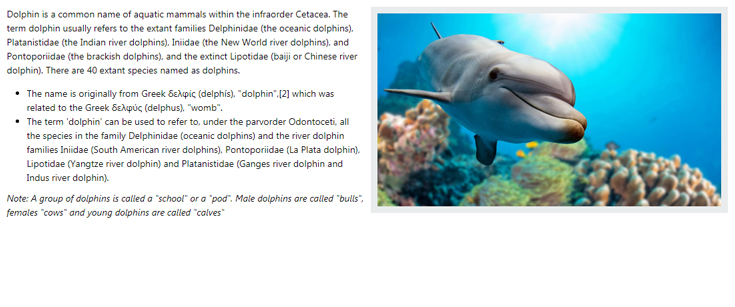 Dolphin is a common name of aquatic mammals within the infraorder Cetacea. The
term dolphin usually refers to the extant families Delphinidae (the oceanic dolphins),
Platanistidae (the Indian river dolphins), Iniidae (the New World river dolphins), and
Pontoporiidae (the brackish dolphins), and the extinct Lipotidae (baiji or Chinese river
dolphin). There are 40 extant species named as dolphins.
• The name is originally from Greek δελφίς (delphís), "dolphin",[2] which was
related to the Greek δελφύς (delphus), "womb".
• The term 'dolphin' can be used to refer to, under the parvorder Odontoceti, all
the species in the family Delphinidae (oceanic dolphins) and the river dolphin
families Iniidae (South American river dolphin), Pontoporiidae (La Plata dolphin),
Lipotidae (Yangtze river dolphin) and Platanistidae (Ganges river dolphin and
Indus river dolphin).
Note: A group of dolphins is called a "school" or a "pod". Male dolphins are called "bulls",
females "cows" and young dolphins are called "calves"